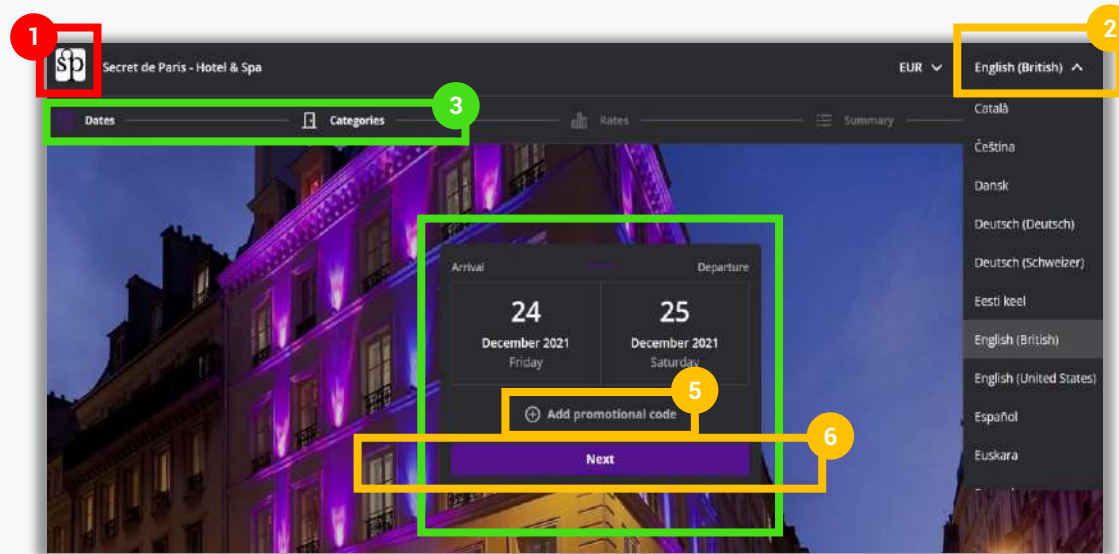 1
2
sp Secret de Paris - Hotel & Spa EUR English (British)
3
Dates Categories Rates Summary
Català
Čeština
Dansk
Deutsch (Deutsch)
Deutsch (Schweizer)
Eesti keel
English (British)
English (United States)
Español
Euskara
Arrival Departure
24 25
December 2021 December 2021
Friday Saturday
5
Add promotional code
6
Next